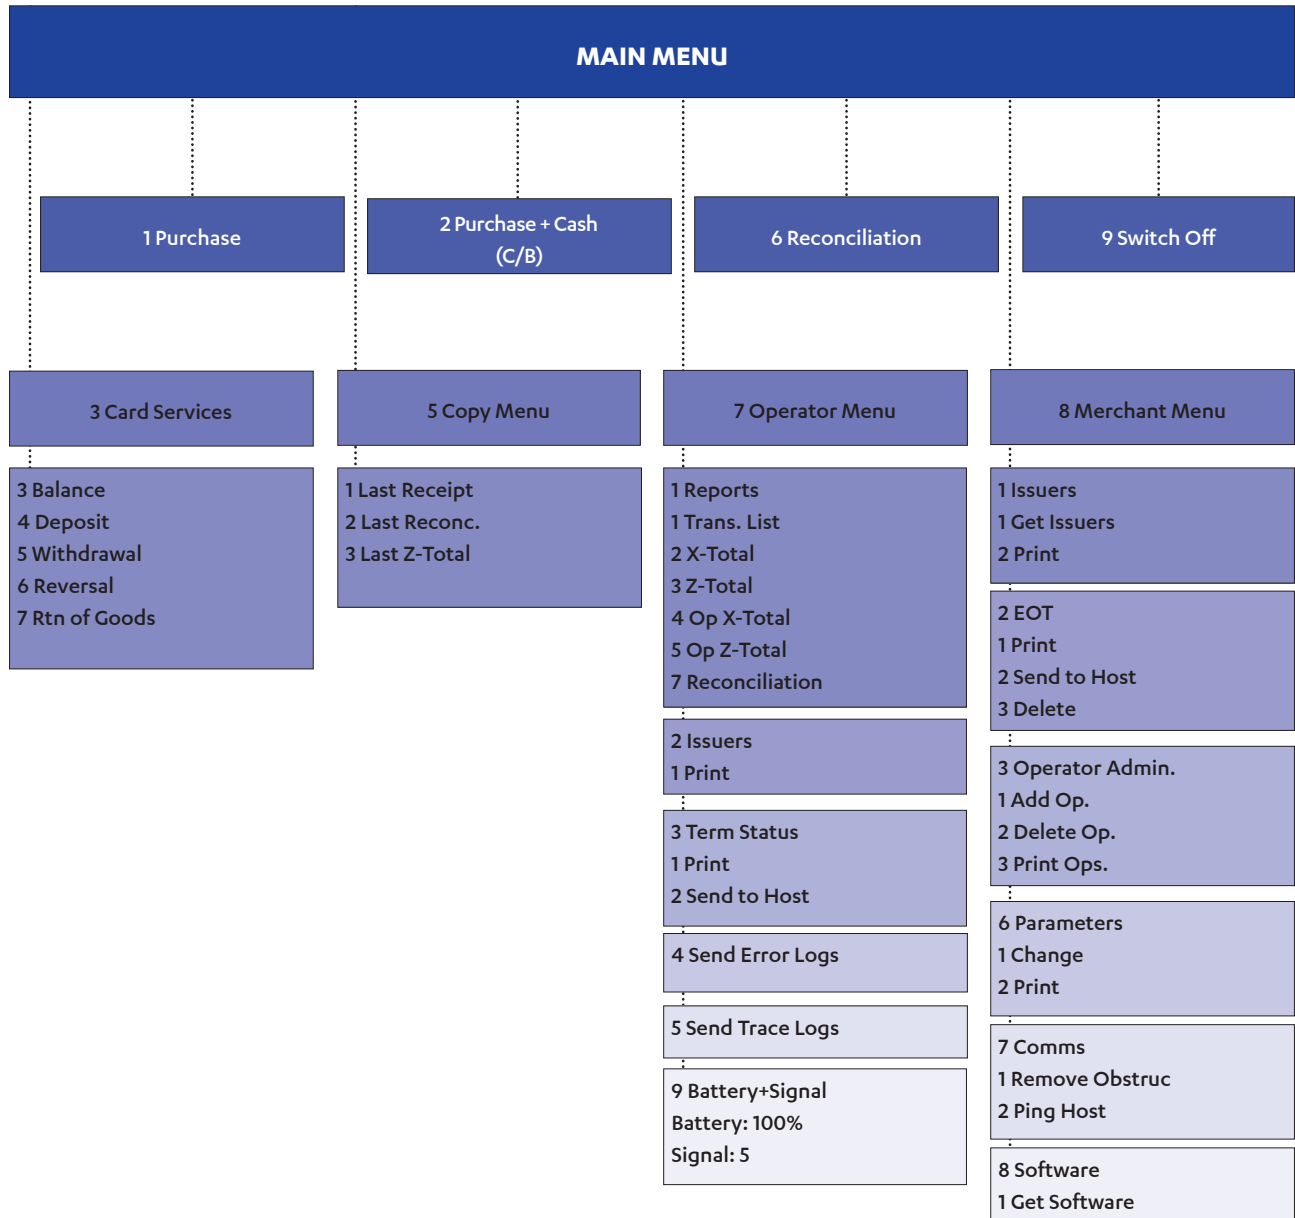 MAIN MENU
1 Purchase
2 Purchase + Cash
(C/B)
6 Reconciliation
9 Switch Off
3 Card Services
5 Copy Menu
7 Operator Menu
8 Merchant Menu
3 Balance
4 Deposit
5 Withdrawal
6 Reversal
7 Rtn of Goods
1 Last Receipt
2 Last Reconc.
3 Last Z-Total
1 Reports
1 Trans. List
2 X-Total
3 Z-Total
4 Op X-Total
5 Op Z-Total
7 Reconciliation
2 Issuers
1 Print
3 Term Status
1 Print
2 Send to Host
4 Send Error Logs
5 Send Trace Logs
9 Battery+Signal
Battery: 100%
Signal: 5
1 Issuers
1 Get Issuers
2 Print
2 EOT
1 Print
2 Send to Host
3 Delete
3 Operator Admin.
1 Add Op.
2 Delete Op.
3 Print Ops.
6 Parameters
1 Change
2 Print
7 Comms
1 Remove Obstruc
2 Ping Host
8 Software
1 Get Software